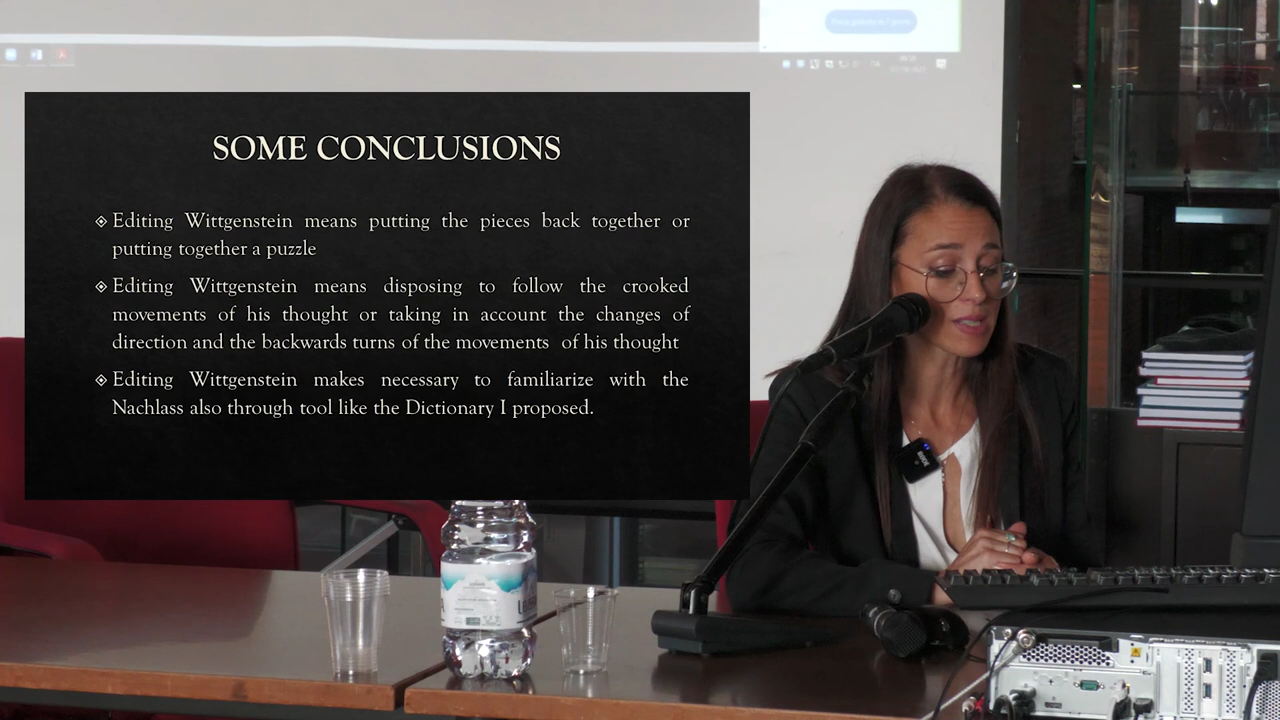 SOME CONCLUSIONS
Editing Wittgenstein means putting the pieces back together or
putting together a puzzle
Editing Wittgenstein means disposing to follow the crooked
movements of his thought or taking in account the changes of
direction and the backwards turns of the movements of his thought
Editing Wittgenstein makes necessary to familiarize with the
Nachlass also through tool like the Dictionary I proposed.